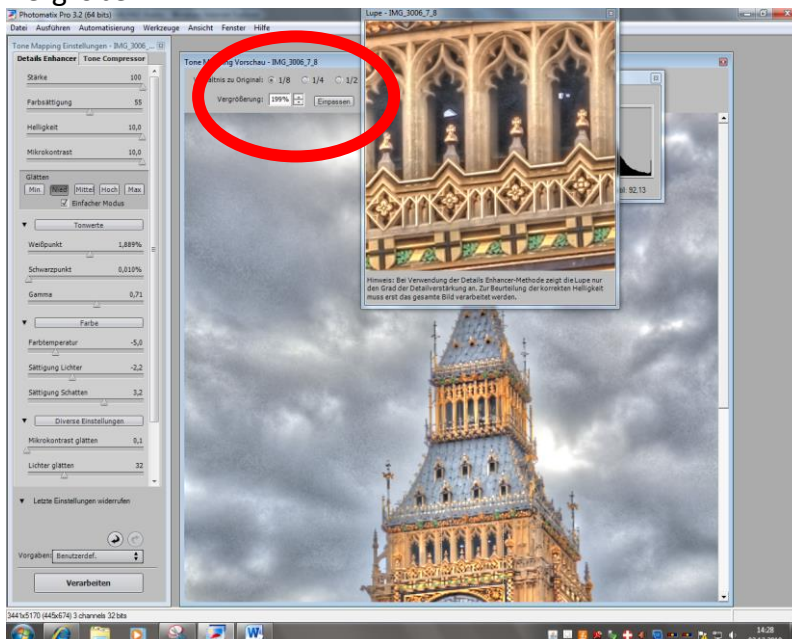 Photomatix Pro 3.2 (64 bits)
Datei Ausführen Automatisierung Werkzeuge Ansicht Fenster Hilfe
Tone Mapping Einstellungen - IMG_3006_...
Details Enhancer Tone Compressor
Stärke 100
Farbsättigung 55
Helligkeit 10,0
Mikrokontrast 10,0
Glätten
Min Nied Mittel Hoch Max
Einfacher Modus
Tonwerte
Weißpunkt 1,889%
Schwarzpunkt 0,010%
Gamma 0,71
Farbe
Farbtemperatur -5,0
Sättigung Lichter -2,2
Sättigung Schatten 3,2
Diverse Einstellungen
Mikrokontrast glätten 0,1
Lichter glätten 32
Letzte Einstellungen widerrufen
Vorgaben: Benutzerdef.
Verarbeiten
Tone Mapping Vorschau - IMG_3006_7_8
zu Original: 1/8 1/4 1/2
Vergrößerung: 199% Einpassen
Lupe - IMG_3006_7_8
Hinweis: Bei Verwendung der Details Enhancer-Methode zeigt die Lupe nur
den Grad der Detailverstärkung an. Zur Beurteilung der korrekten Helligkeit
muss erst das gesamte Bild verarbeitet werden.
92,13
3441x5170 (445x674) 3 channels 32 bits
14:28